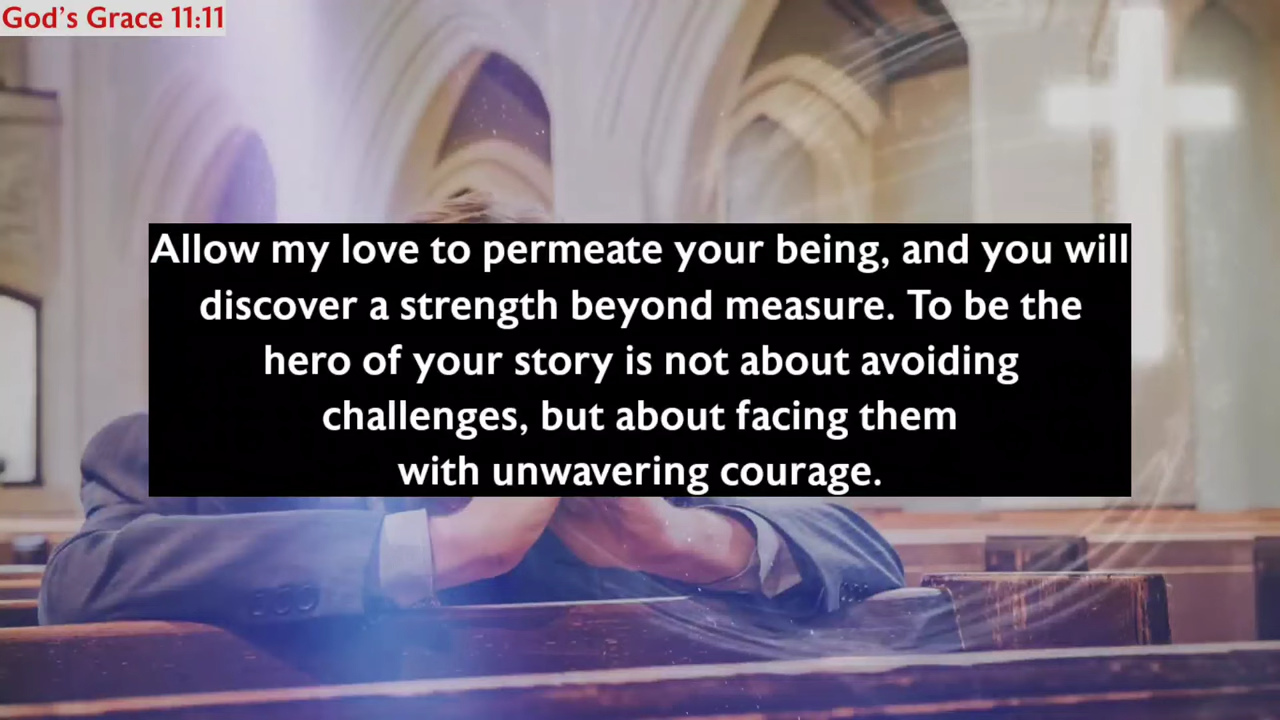 God's Grace 11:11
Allow my love to permeate your being, and you will
discover a strength beyond measure. To be the
hero of your story is not about avoiding
challenges, but about facing them
with unwavering courage.